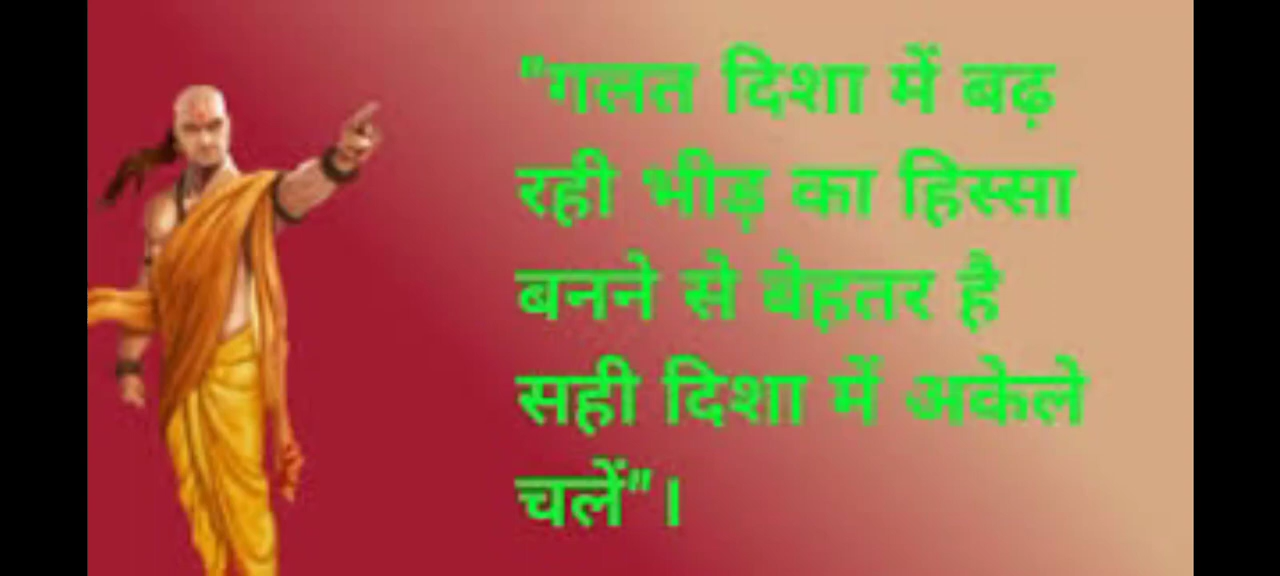 "गलत दिशा में बढ़
रही भीड़ का हिस्सा
बनने से बेहतर है
सही दिशा में अकेले
चलें"।